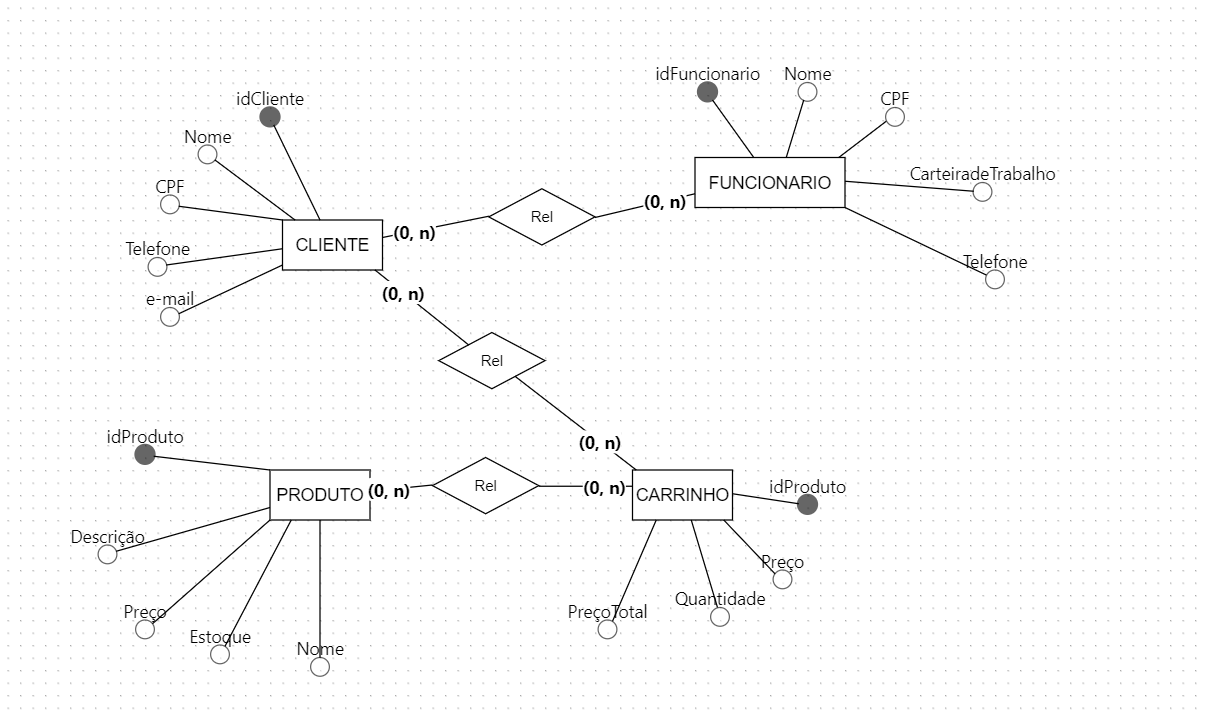 idFuncionario
Nome
CPF
CarteiradeTrabalho
Telefone
FUNCIONARIO
(0, n)
Rel
(0, n)
idCliente
Nome
CPF
Telefone
e-mail
CLIENTE
(0, n)
Rel
(0, n)
idProduto
PRODUTO
(0, n)
Rel
(0, n)
CARRINHO
idProduto
Descrição
Preço
Estoque
Nome
PreçoTotal
Quantidade
Preço